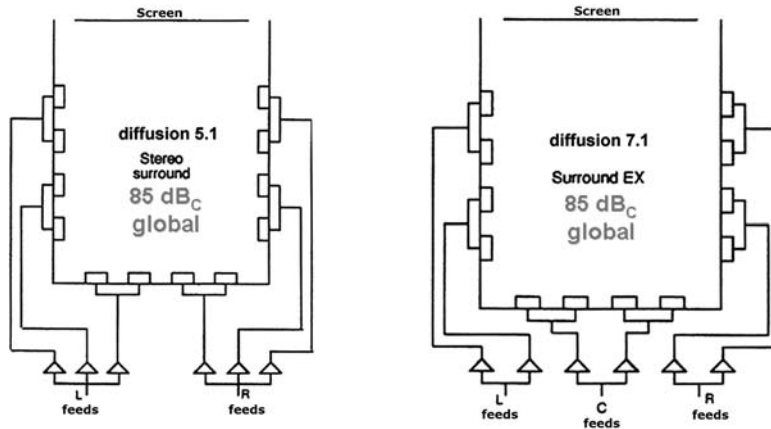 Screen
diffusion 5.1
Stereo
surround
85 dBC
global
L
feeds
R
feeds
Screen
diffusion 7.1
Surround EX
85 dBC
global
L
feeds
C
feeds
R
feeds